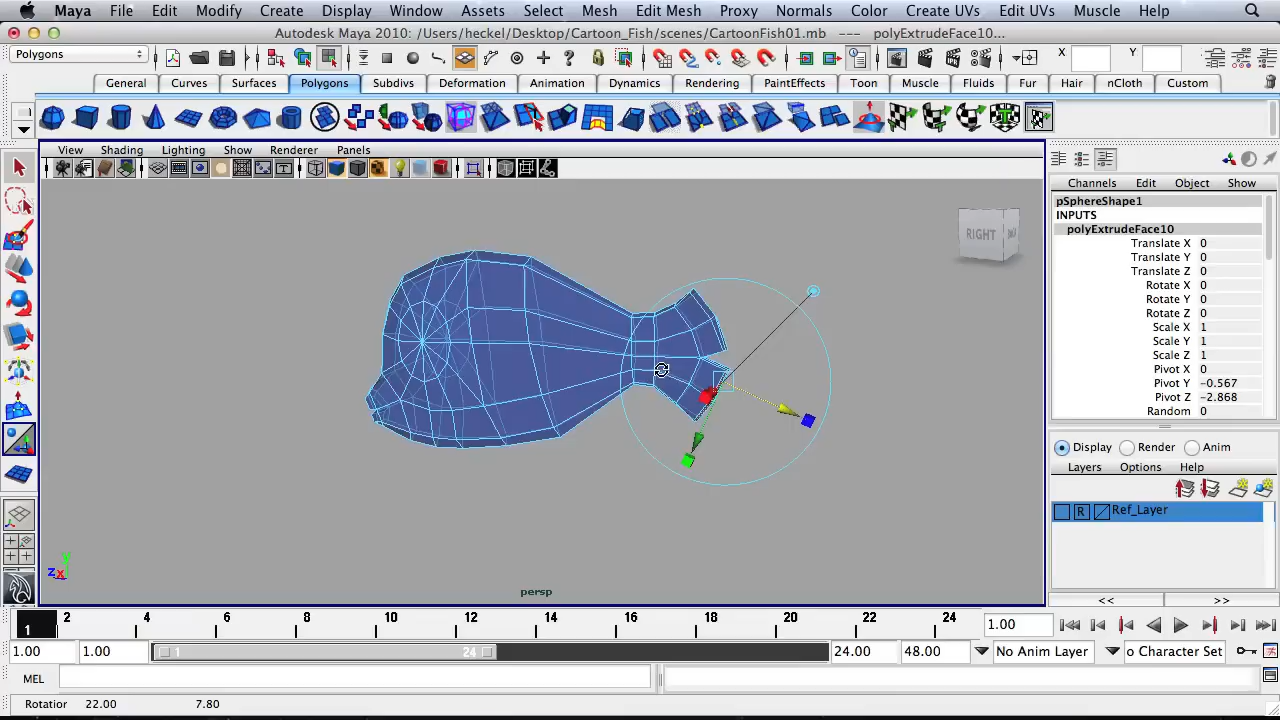 Maya File Edit Modify Create Display Window Assets Select Mesh Edit Mesh Proxy Normals Color Create UVs Edit UVs Muscle Help
Autodesk Maya 2010: /Users/heckel/Desktop/Cartoon_Fish/scenes/CartoonFish01.mb --- polyExtrudeFace10...
Polygons X Y
General Curves Surfaces Polygons Subdivs Deformation Animation Dynamics Rendering PaintEffects Toon Muscle Fluids Fur Hair nCloth Custom
View Shading Lighting Show Renderer Panels
Channels Edit Object Show
pSphereShape1
INPUTS
polyExtrudeFace10
Translate X 0
Translate Y 0
Translate Z 0
Rotate X 0
Rotate Y 0
Rotate Z 0
Scale X 1
Scale Y 1
Scale Z 1
Pivot X 0
Pivot Y -0.567
Pivot Z -2.868
Random 0
RIGHT
Display Render Anim
Layers Options Help
R Ref_Layer
y
z x
persp
<< >>
1 2 4 6 8 10 12 14 16 18 20 22 24 1.00
1.00 1.00 1 24 24.00 48.00 No Anim Layer o Character Set
MEL
Rotator 22.00 7.80